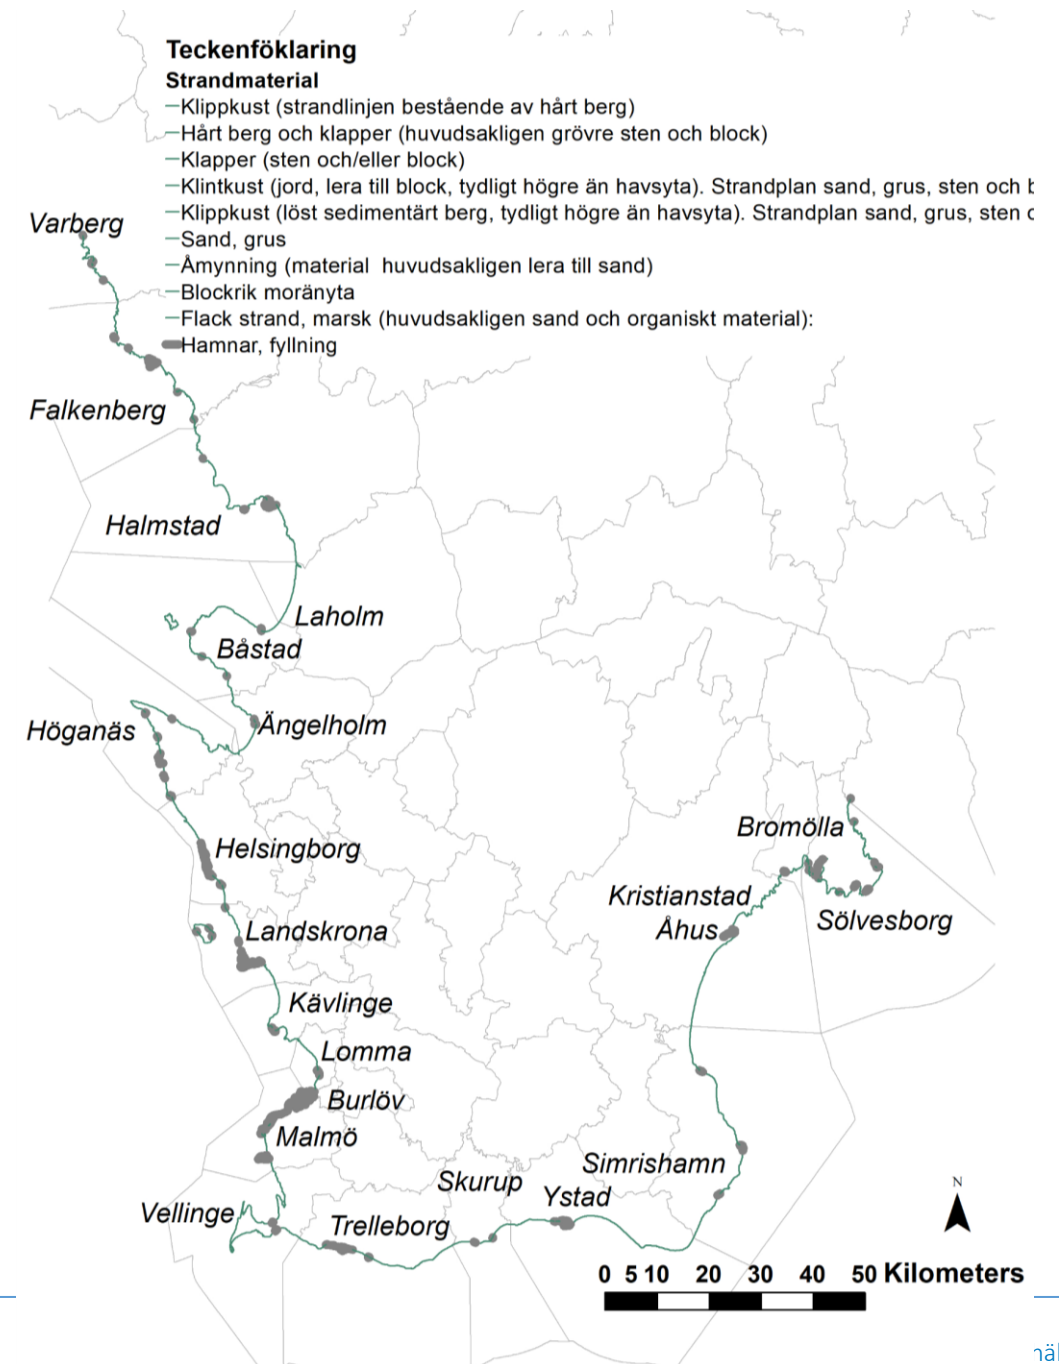 Teckenföklaring
Strandmaterial
Klippkust (strandlinjen bestående av hårt berg)
Hårt berg och klapper (huvudsakligen grövre sten och block)
Klapper (sten och/eller block)
Klintkust (jord, lera till block, tydligt högre än havsyta). Strandplan sand, grus, sten och
Klippkust (löst sedimentärt berg, tydligt högre än havsyta). Strandplan sand, grus, sten
Sand, grus
Åmynning (material huvudsakligen lera till sand)
Blockrik moränyta
Flack strand, marsk (huvudsakligen sand och organiskt material):
Hamnar, fyllning
Varberg
Falkenberg
Halmstad
Laholm
Båstad
Ängelholm
Höganäs
Helsingborg
Bromölla
Kristianstad
Åhus
Sölvesborg
Landskrona
Kävlinge
Lomma
Burlöv
Malmö
Simrishamn
Skurup
Ystad
Vellinge
Trelleborg
N
0 5 10 20 30 40 50 Kilometers